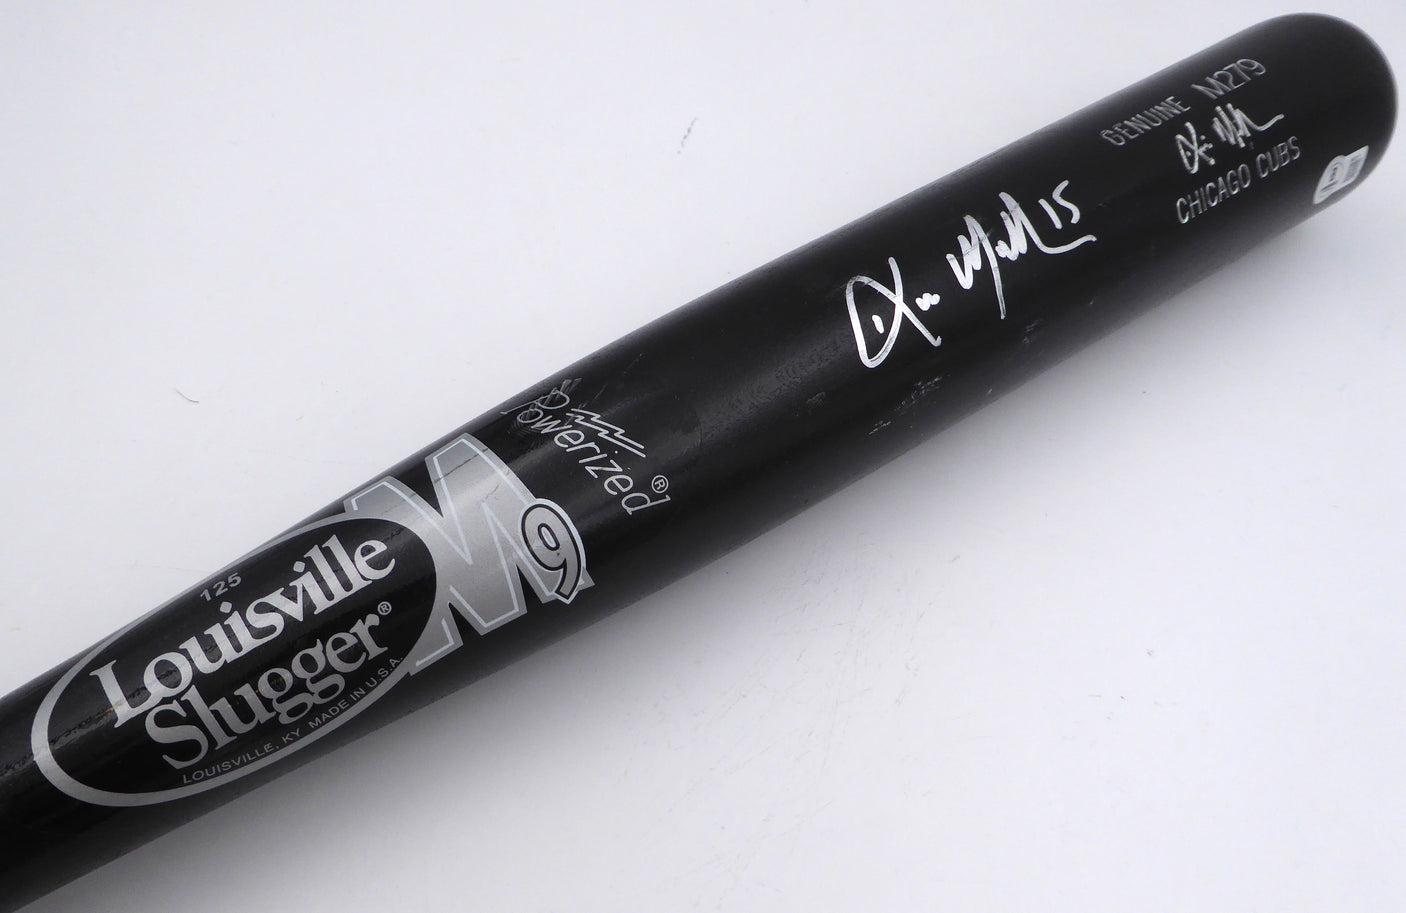 GENUINE M279
CHICAGO CUBS
15
Powerized®
M9
125
Louisville
Slugger®
LOUISVILLE, KY MADE IN U.S.A.